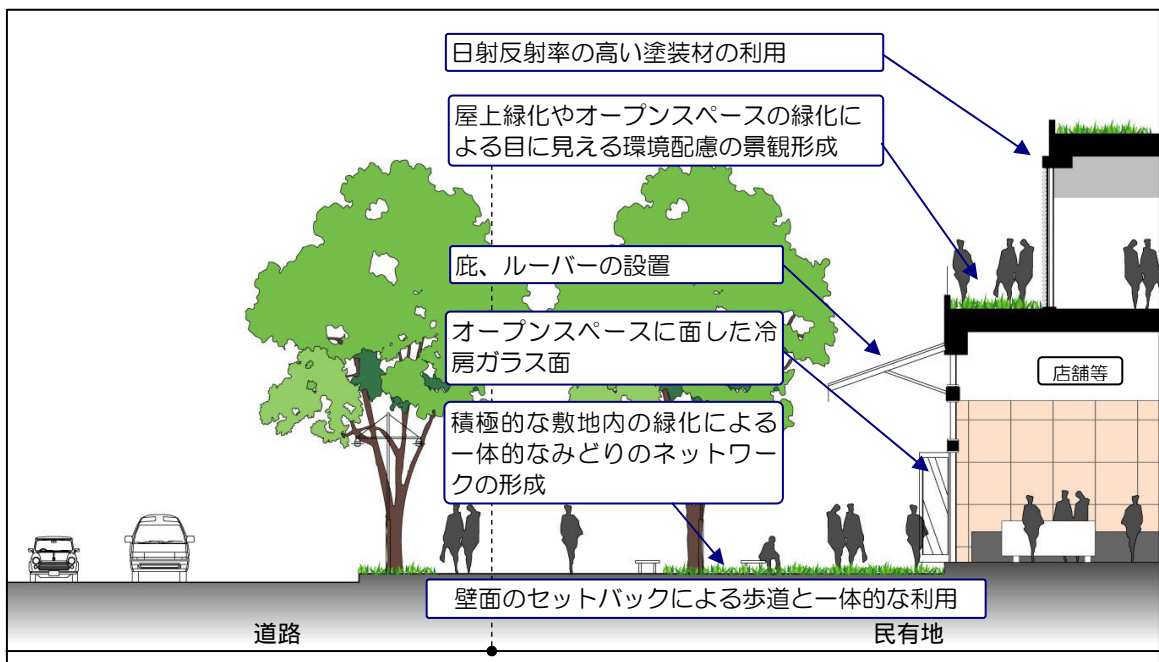 日射反射率の高い塗装材の利用
屋上緑化やオープンスペースの緑化に
よる目に見える環境配慮の景観形成
庇、ルーバーの設置
オープンスペースに面した冷
房ガラス面
店舗等
積極的な敷地内の緑化による
一体的なみどりのネットワー
クの形成
壁面のセットバックによる歩道と一体的な利用
道路
民有地